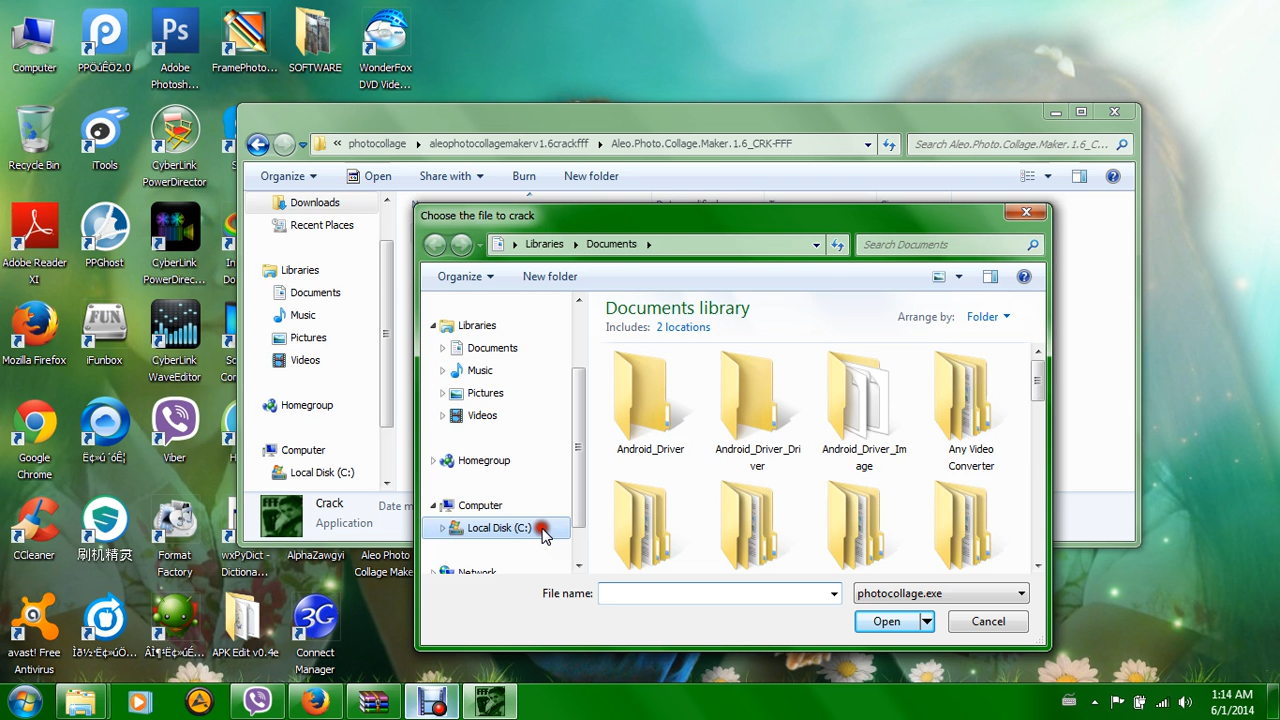 Computer
PPÖúÊÖ2.0
Adobe
Photosh...
FramePhoto...
SOFTWARE
WonderFox
DVD Vide...
Recycle Bin
iTools
CyberLink
PowerDirector
Adobe Reader
XI
PPGhost
CyberLink
PowerDirec...
Mozilla Firefox
iFunbox
CyberLink
WaveEditor
Google
Chrome
Viber
CCleaner
刷机精灵
Format
Factory
wxPyDict -
Dictiona...
AlphaZawgyi
Aleo Photo
Collage Make
avast! Free
Antivirus
APK Edit v0.4e
Connect
Manager
photocollage
aleophotocollagemakerv1.6crackfff
Aleo.Photo.Collage.Maker.1.6_CRK-FFF
Search Aleo.Photo.Collage.Maker.1.6_C...
Organize
Open
Share with
Burn
New folder
Downloads
Recent Places
Libraries
Documents
Music
Pictures
Videos
Homegroup
Computer
Local Disk (C:)
Crack
Date m
Application
Choose the file to crack
Libraries
Documents
Search Documents
Organize
New folder
Libraries
Documents
Music
Pictures
Videos
Homegroup
Computer
Local Disk (C:)
Network
Documents library
Includes: 2 locations
Arrange by: Folder
Android_Driver
Android_Driver_Dri
ver
Android_Driver_Im
age
Any Video
Converter
File name:
photocollage.exe
Open
Cancel
1:14 AM
6/1/2014